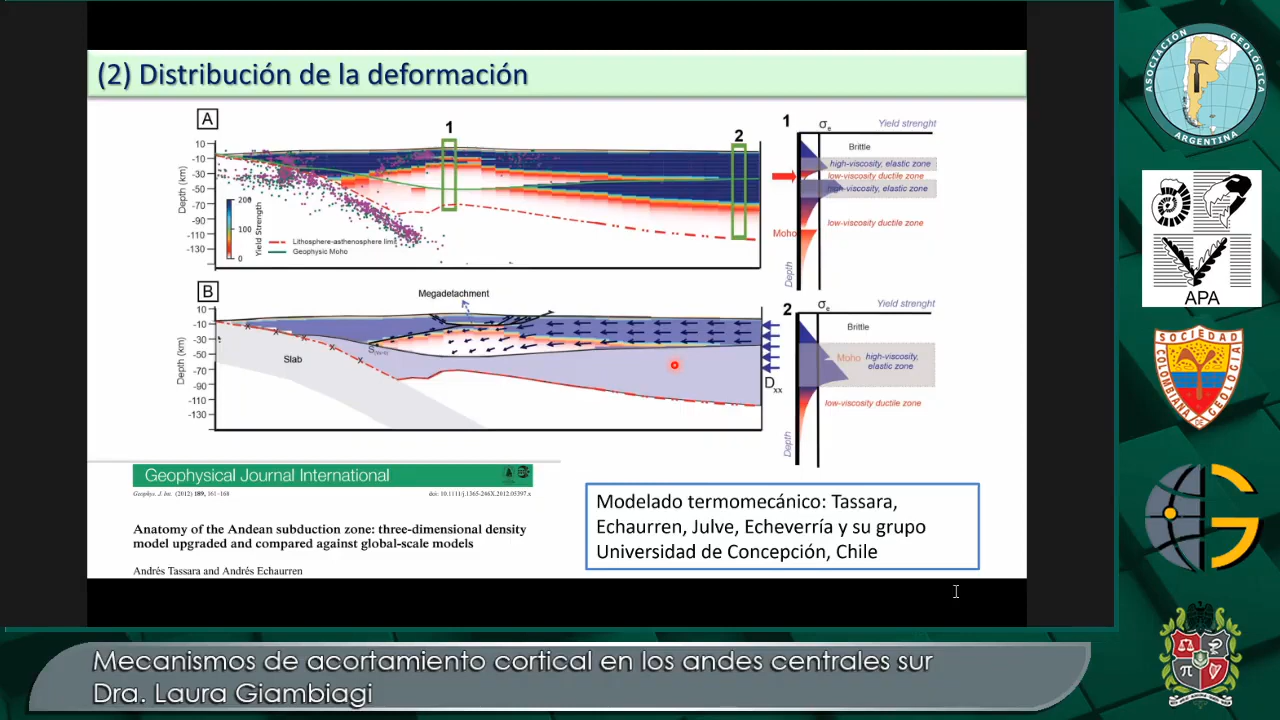 (2) Distribución de la deformación
A
1
2
10
-10
-30
-50
-70
-90
-110
-130
Depth (km)
200
100
0
Yield Strength
Lithosphere-asthenosphere limit
Geophysic Moho
1
σe
Yield strenght
Brittle
high-viscosity, elastic zone
low-viscosity ductile zone
high-viscosity, elastic zone
low-viscosity ductile zone
Moho
Depth
B
Megadetachment
10
-10
-30
-50
-70
-90
-110
-130
Depth (km)
Slab
Dxx
2
σe
Yield strenght
Brittle
Moho
high-viscosity,
elastic zone
low-viscosity ductile zone
Depth
Geophysical Journal International
Geophys. J. Int. (2012) 189, 161–168
doi: 10.1111/j.1365-246X.2012.05397.x
Anatomy of the Andean subduction zone: three-dimensional density
model upgraded and compared against global-scale models
Andrés Tassara and Andrés Echaurren
Modelado termomecánico: Tassara,
Echaurren, Julve, Echeverría y su grupo
Universidad de Concepción, Chile
Mecanismos de acortamiento cortical en los andes centrales sur
Dra. Laura Giambiagi
ASOCIACIÓN GEOLÓGICA
ARGENTINA
APA
SOCIEDAD
COLOMBIANA
DE
GEOLOGIA
G